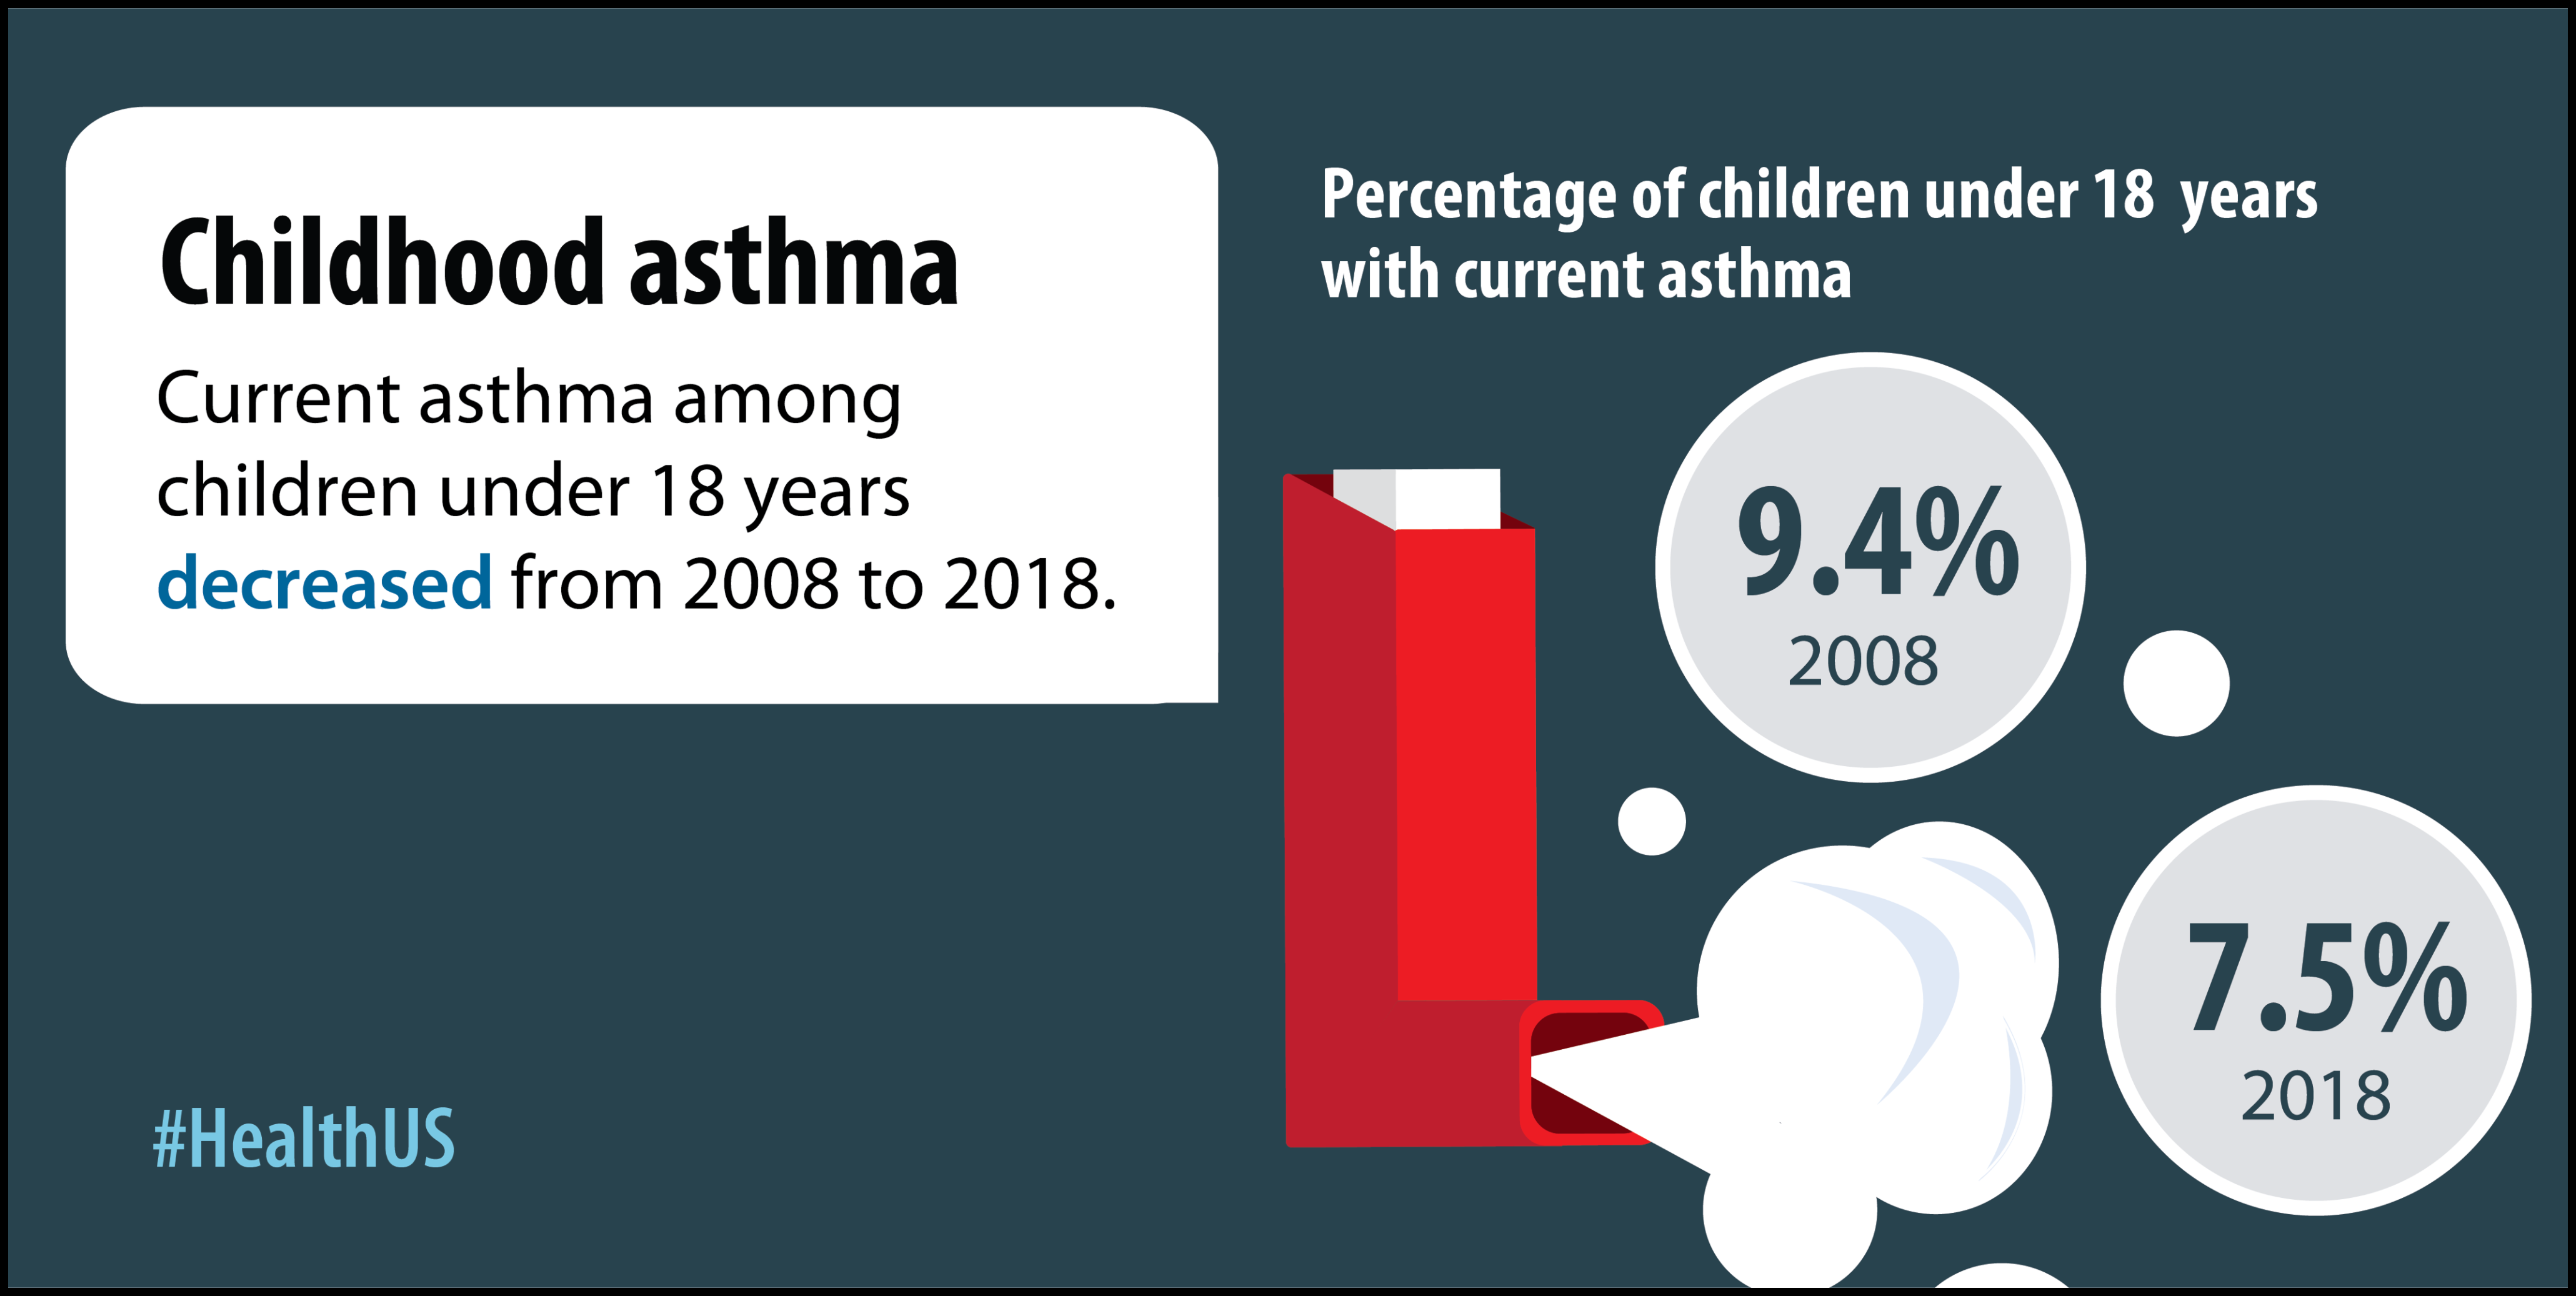 Childhood asthma
Current asthma among
children under 18 years
decreased from 2008 to 2018.
Percentage of children under 18 years
with current asthma
9.4%
2008
7.5%
2018
#HealthUS